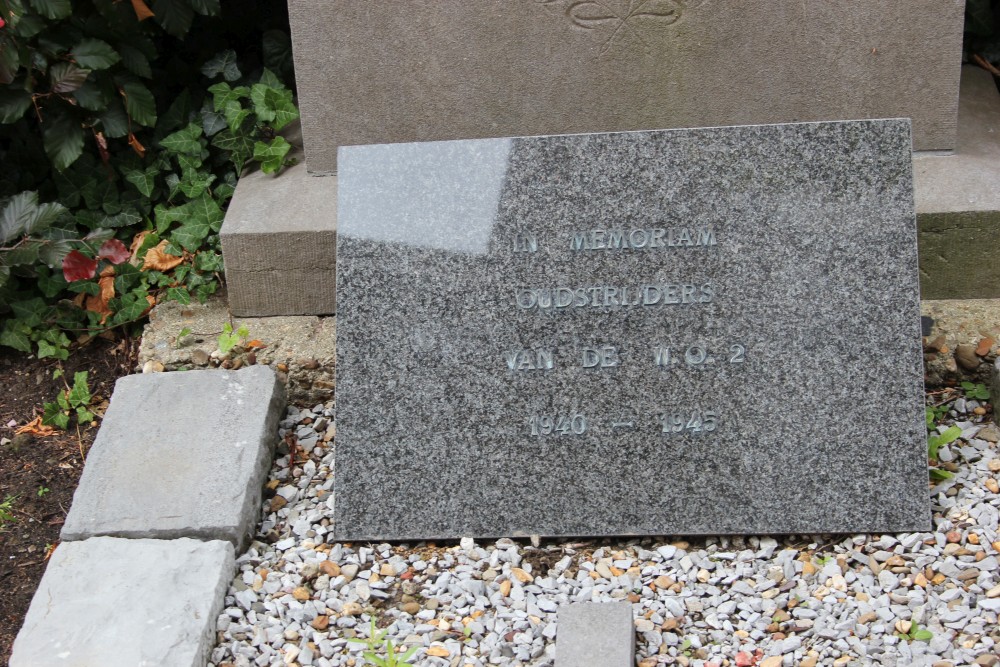 IN MEMORIAM
OUDSTRIJDERS
VAN DE W.O. 2
1940 - 1945